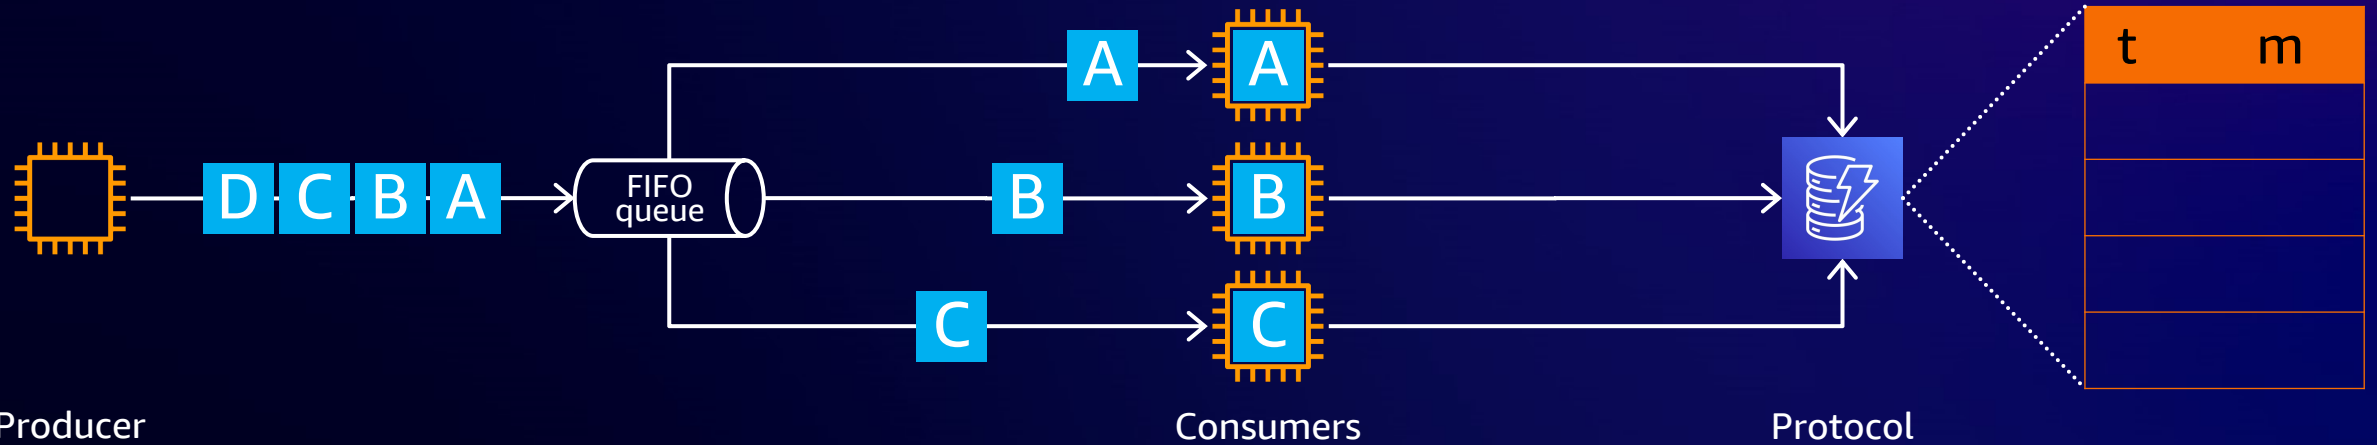 D C B A
FIFO
queue
A
A
B
B
C
C
t m
Producer
Consumers
Protocol